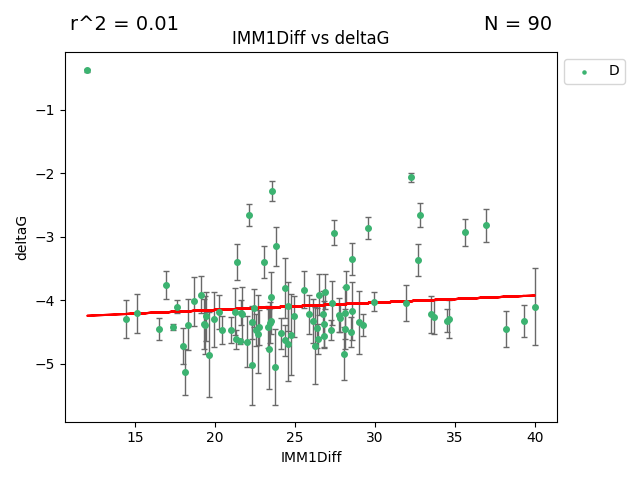 r^2 = 0.01
N = 90
IMM1Diff vs deltaG
D
deltaG
−1
−2
−3
−4
−5
15 20 25 30 35 40
IMM1Diff